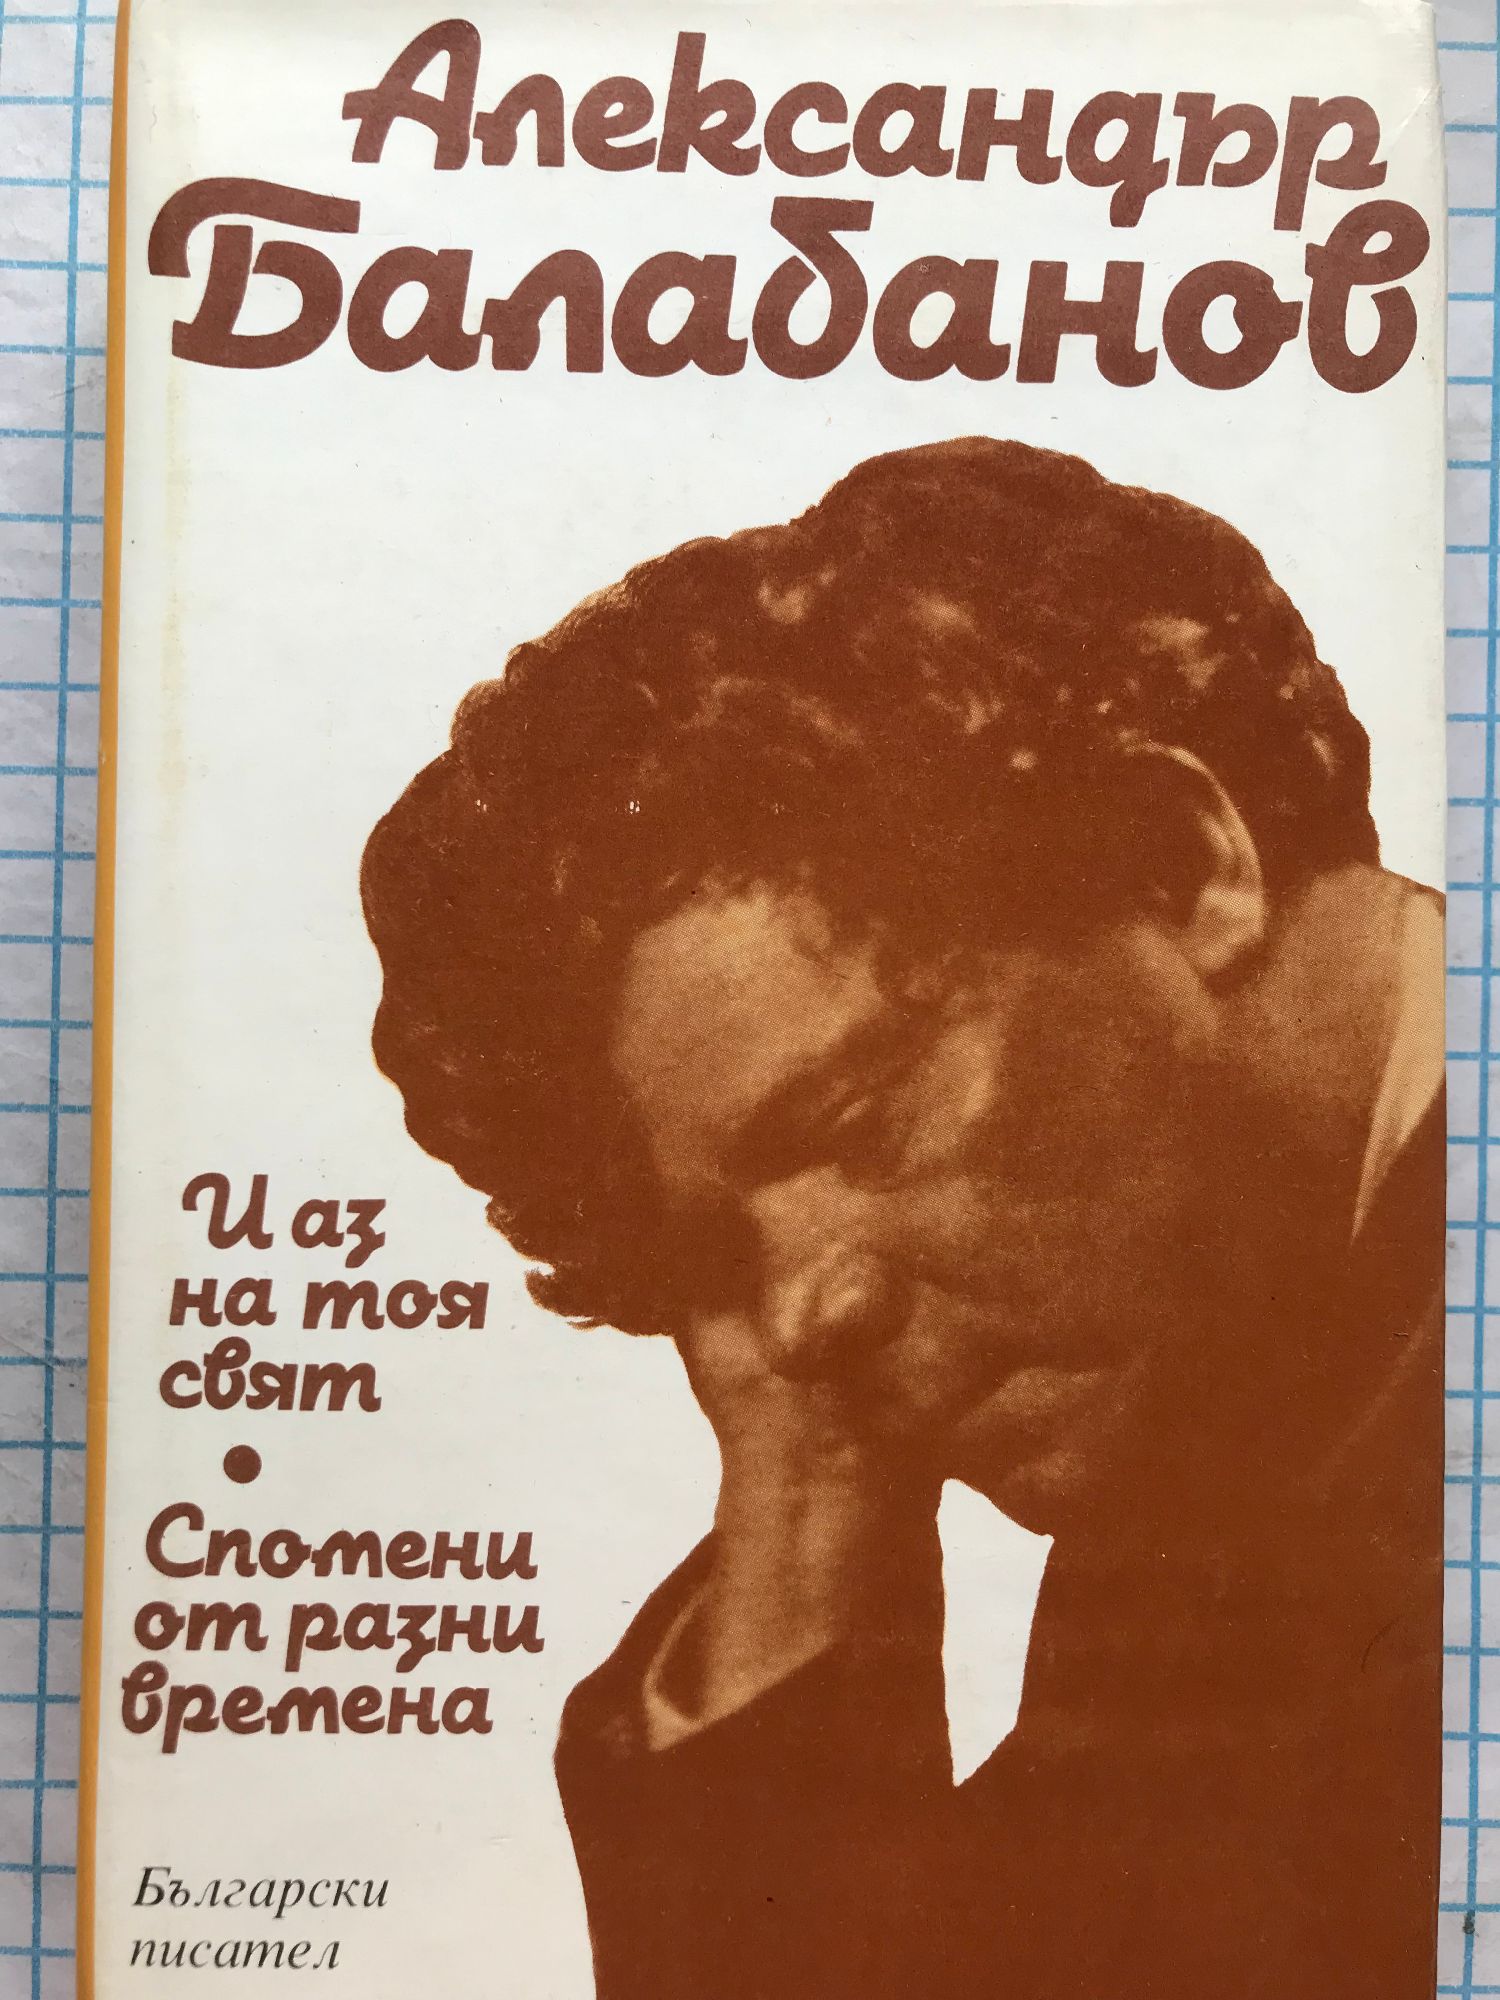 Александър
Балабанов
И аз
на тоя
свят
•
Спомени
от разни
времена
Български
писател